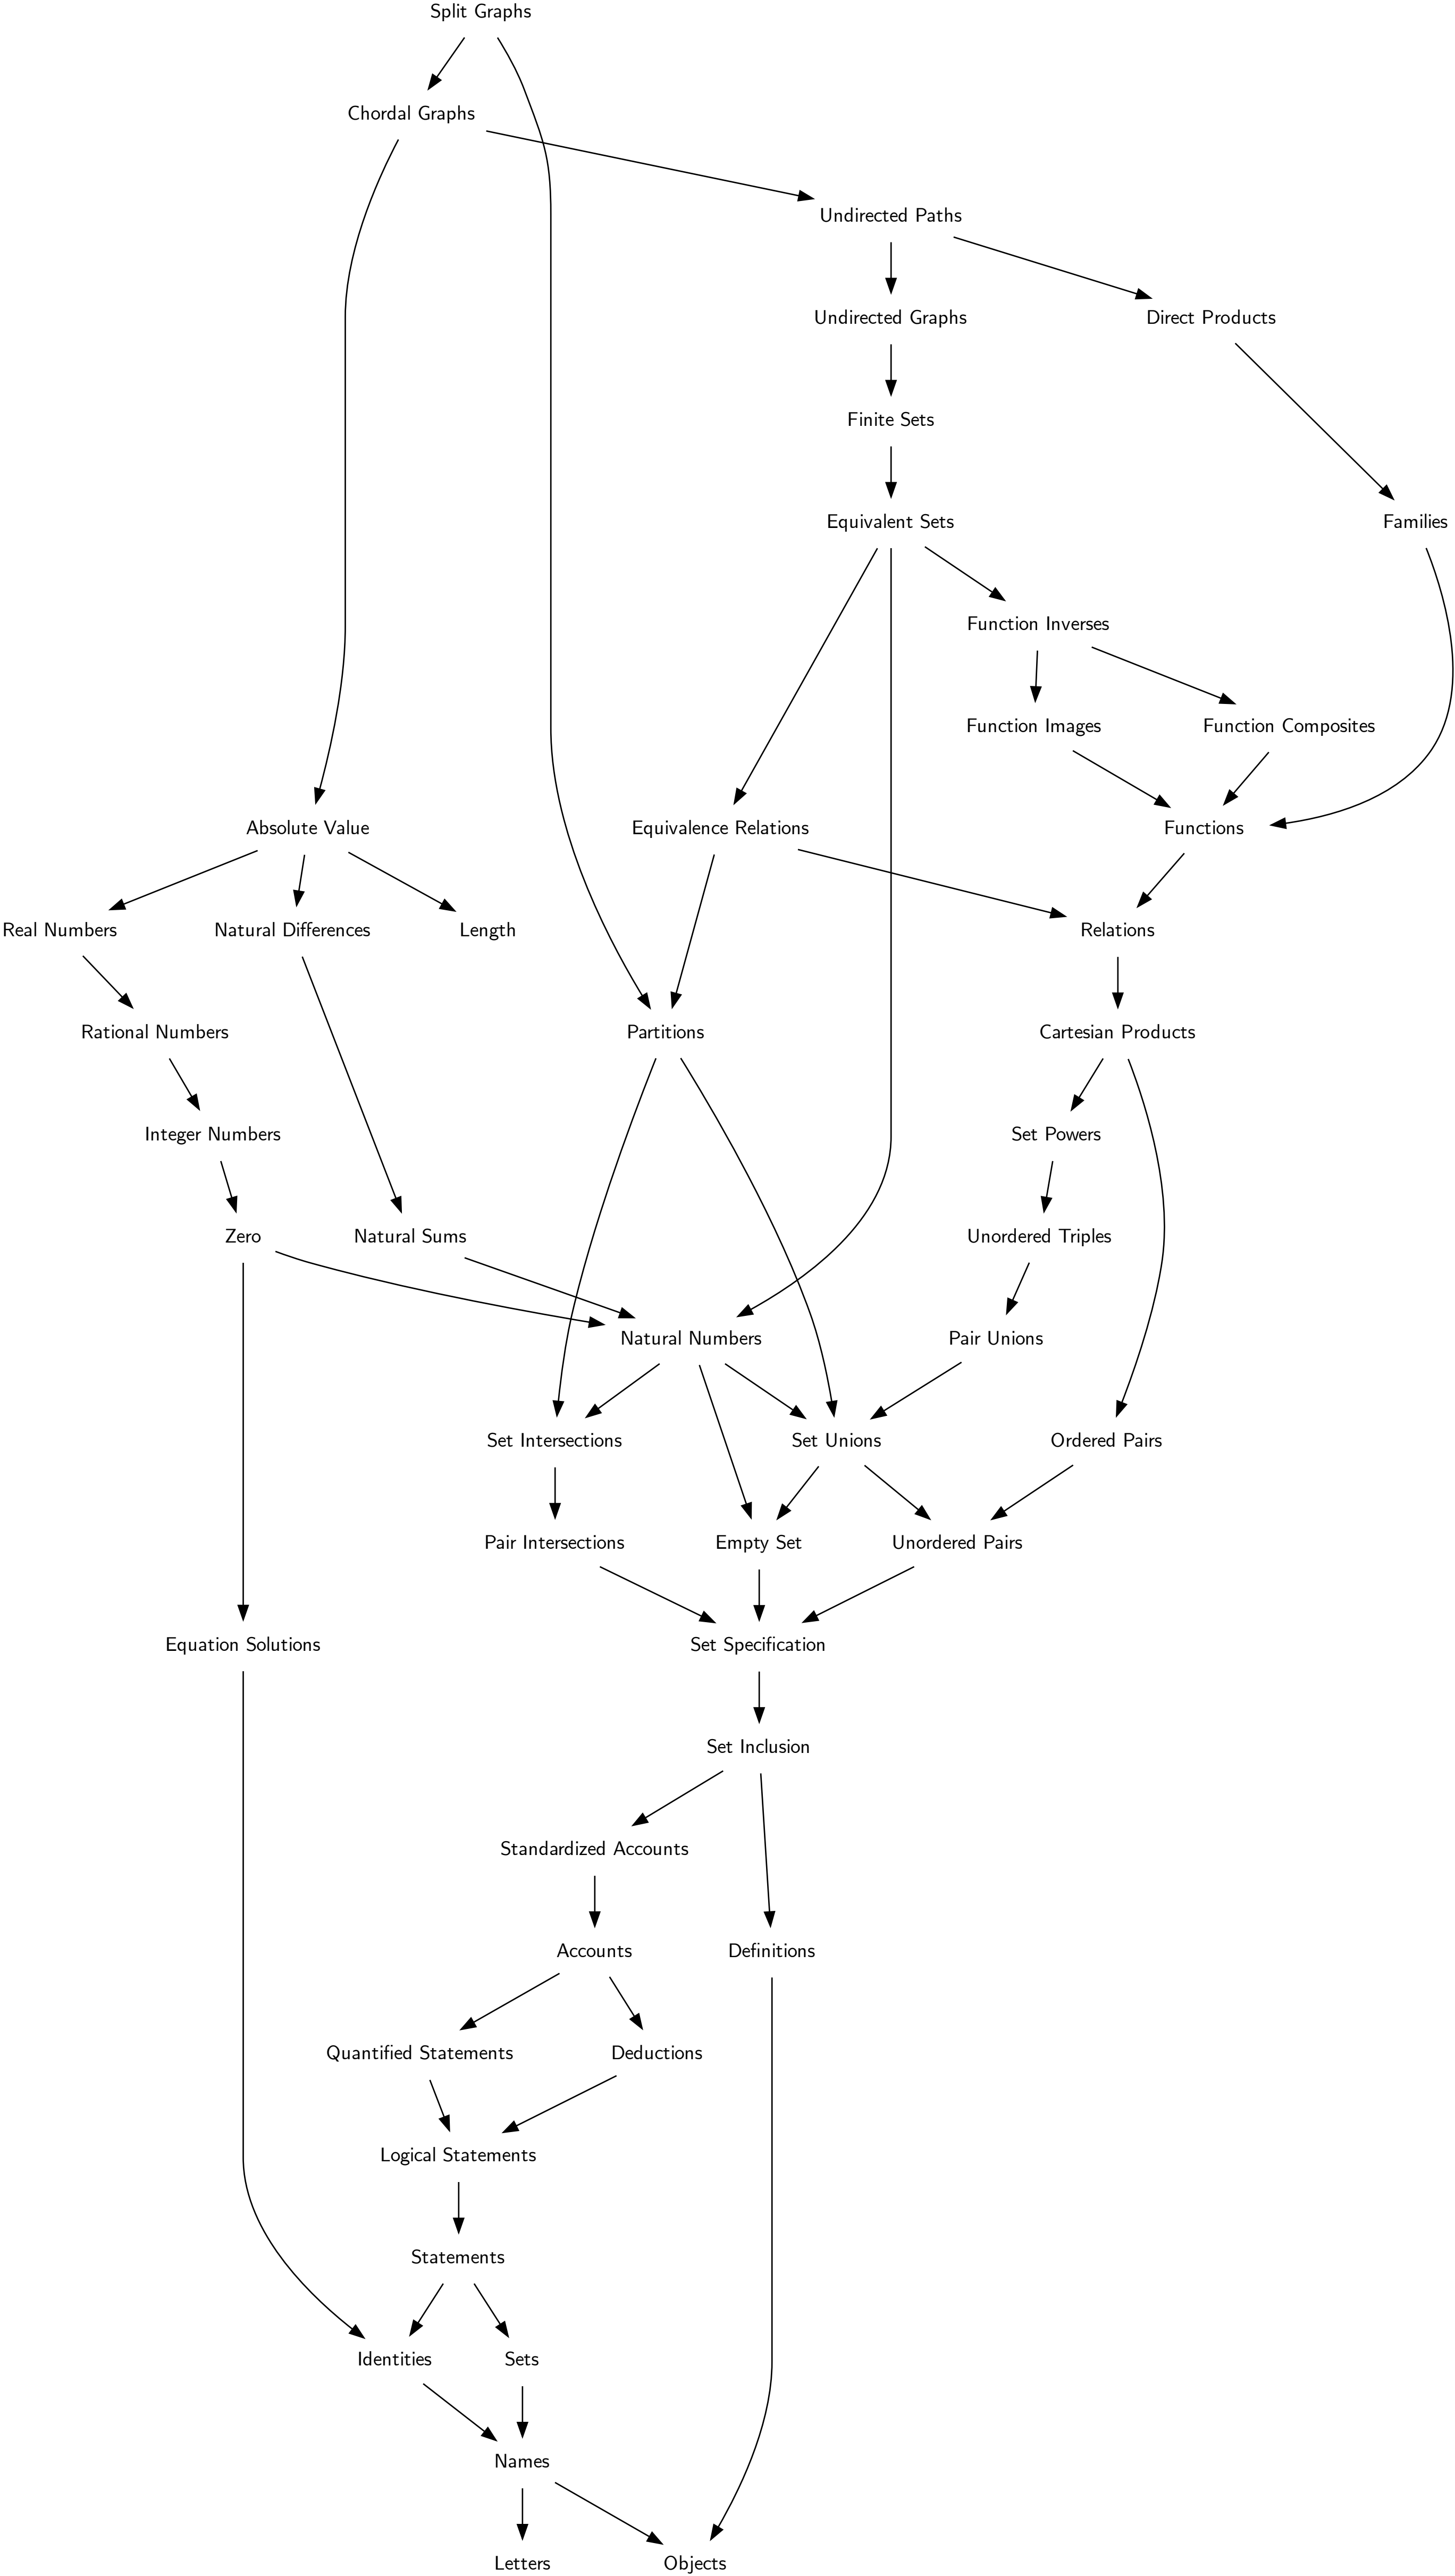 Split Graphs
Chordal Graphs
Undirected Paths
Undirected Graphs
Direct Products
Finite Sets
Equivalent Sets
Families
Function Inverses
Function Images
Function Composites
Absolute Value
Equivalence Relations
Functions
Real Numbers
Natural Differences
Length
Relations
Rational Numbers
Partitions
Cartesian Products
Integer Numbers
Set Powers
Zero
Natural Sums
Unordered Triples
Natural Numbers
Pair Unions
Set Intersections
Set Unions
Ordered Pairs
Pair Intersections
Empty Set
Unordered Pairs
Equation Solutions
Set Specification
Set Inclusion
Standardized Accounts
Accounts
Definitions
Quantified Statements
Deductions
Logical Statements
Statements
Identities
Sets
Names
Letters
Objects